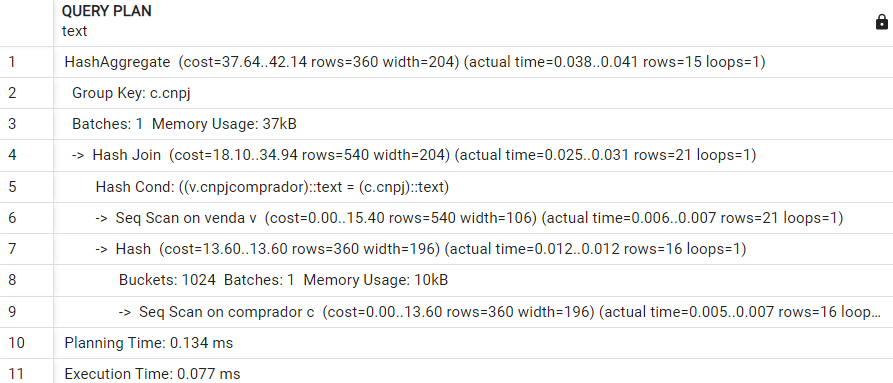 QUERY PLAN
text
1 HashAggregate (cost=37.64..42.14 rows=360 width=204) (actual time=0.038..0.041 rows=15 loops=1)
2 Group Key: c.cnpj
3 Batches: 1 Memory Usage: 37kB
4 -> Hash Join (cost=18.10..34.94 rows=540 width=204) (actual time=0.025..0.031 rows=21 loops=1)
5 Hash Cond: ((v.cnpjcomprador)::text = (c.cnpj)::text)
6 -> Seq Scan on venda v (cost=0.00..15.40 rows=540 width=106) (actual time=0.006..0.007 rows=21 loops=1)
7 -> Hash (cost=13.60..13.60 rows=360 width=196) (actual time=0.012..0.012 rows=16 loops=1)
8 Buckets: 1024 Batches: 1 Memory Usage: 10kB
9 -> Seq Scan on comprador c (cost=0.00..13.60 rows=360 width=196) (actual time=0.005..0.007 rows=16 loop...
10 Planning Time: 0.134 ms
11 Execution Time: 0.077 ms